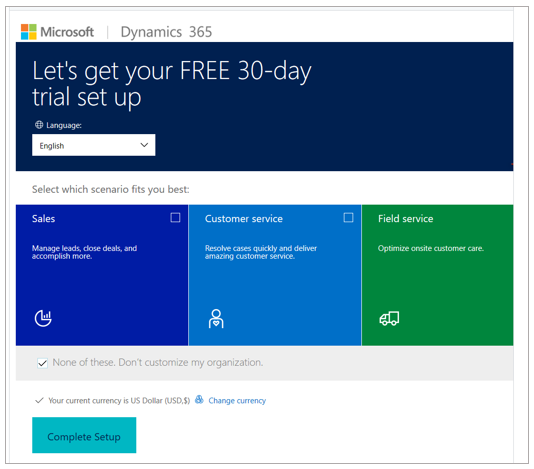 Microsoft | Dynamics 365
Let's get your FREE 30-day
trial set up
Language:
English
Select which scenario fits you best:
Sales
Manage leads, close deals, and
accomplish more.
Customer service
Resolve cases quickly and deliver
amazing customer service.
Field service
Optimize onsite customer care.
None of these. Don't customize my organization.
Your current currency is US Dollar (USD,$) Change currency
Complete Setup